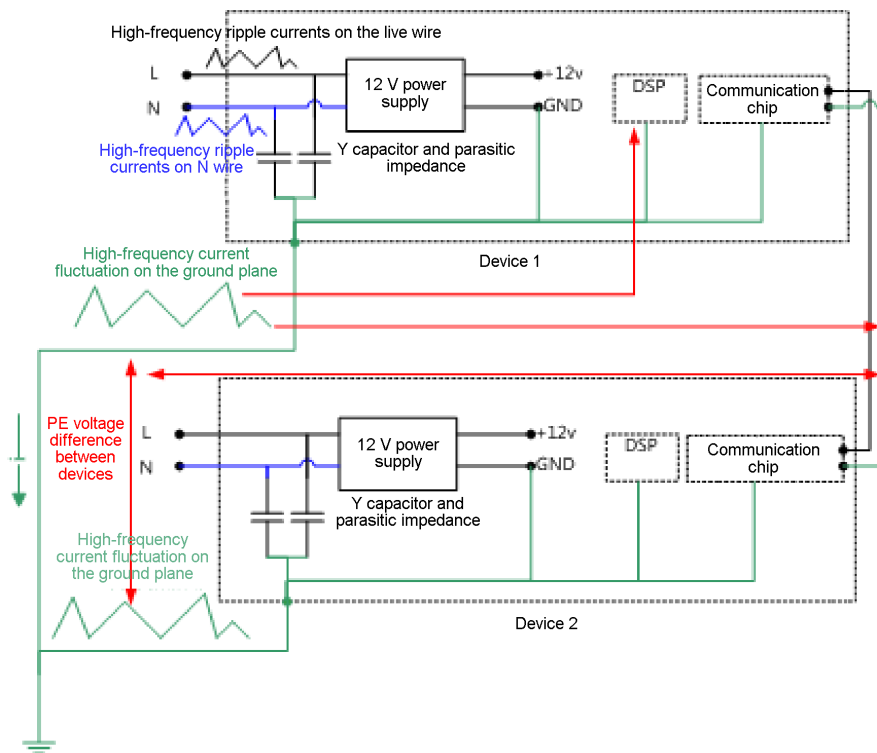 High-frequency ripple currents on the live wire
L
12 V power
supply
+12v
DSP
Communication
chip
N
GND
High-frequency ripple
currents on N wire
Y capacitor and parasitic
impedance
High-frequency current
fluctuation on the ground plane
Device 1
PE voltage
difference
between
devices
L
12 V power
supply
+12v
DSP
Communication
chip
N
GND
i
Y capacitor and
parasitic impedance
High-frequency
current fluctuation on
the ground plane
Device 2